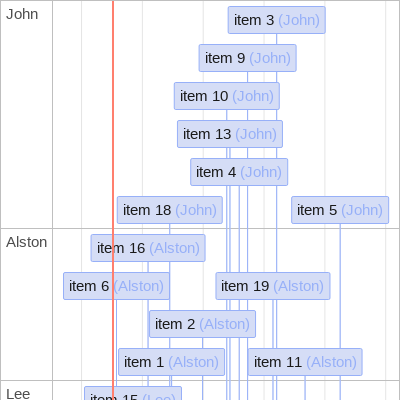 John
item 3 (John)
item 9 (John)
item 10 (John)
item 13 (John)
item 4 (John)
item 18 (John)
item 5 (John)
Alston
item 16 (Alston)
item 6 (Alston)
item 19 (Alston)
item 2 (Alston)
item 1 (Alston)
item 11 (Alston)
Lee
item 15 (Lee)